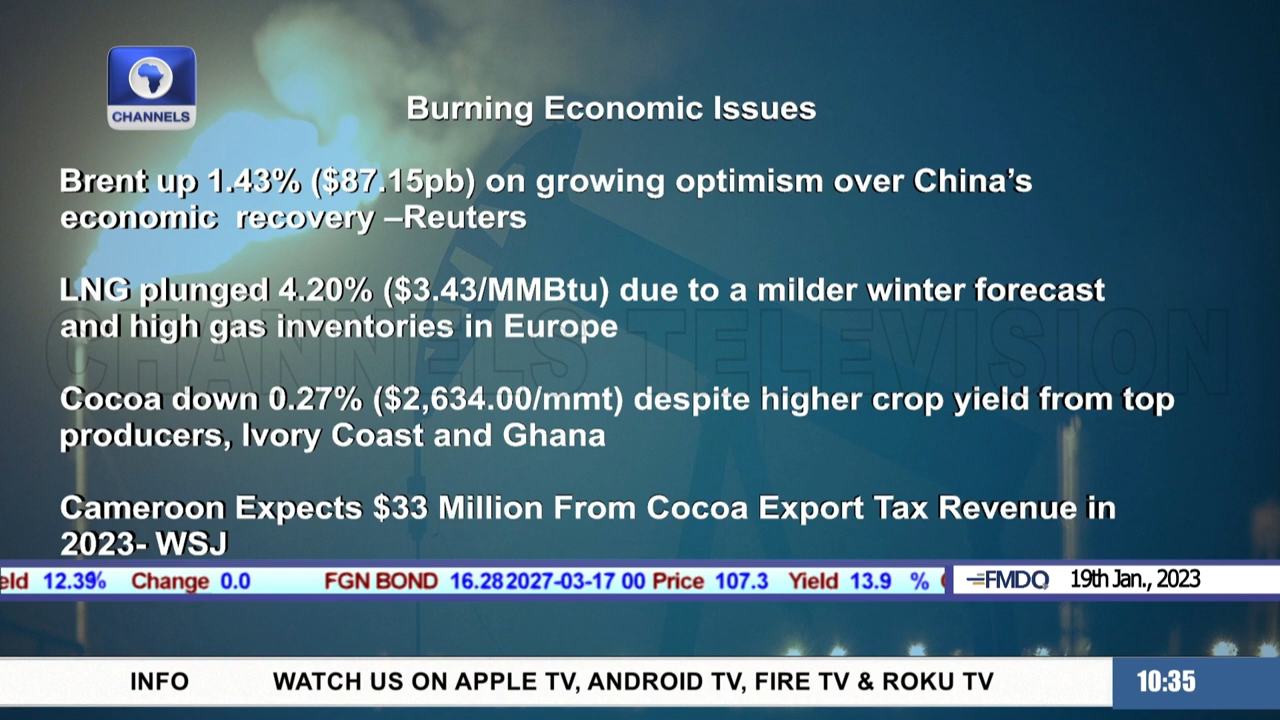 CHANNELS
Burning Economic Issues
Brent up 1.43% ($87.15pb) on growing optimism over China’s
economic recovery –Reuters
LNG plunged 4.20% ($3.43/MMBtu) due to a milder winter forecast
and high gas inventories in Europe
CHANNELS TELEVISION
Cocoa down 0.27% ($2,634.00/mmt) despite higher crop yield from top
producers, Ivory Coast and Ghana
Cameroon Expects $33 Million From Cocoa Export Tax Revenue in
2023- WSJ
eld 12.39% Change 0.0 FGN BOND 16.28 2027-03-17 00 Price 107.3 Yield 13.9 % FMDQ 19th Jan., 2023
INFO WATCH US ON APPLE TV, ANDROID TV, FIRE TV & ROKU TV 10:35